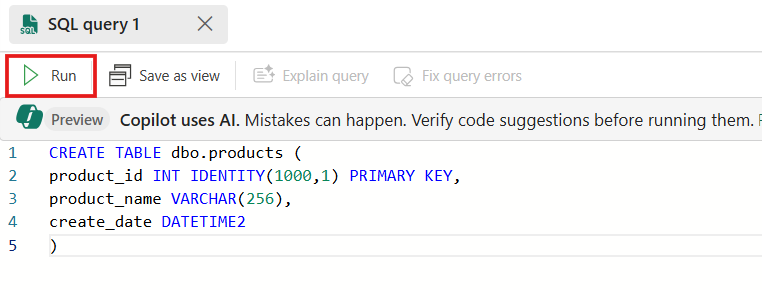 SQL SQL query 1
Run Save as view Explain query Fix query errors
Preview Copilot uses AI. Mistakes can happen. Verify code suggestions before running them.
1 CREATE TABLE dbo.products (
2 product_id INT IDENTITY(1000,1) PRIMARY KEY,
3 product_name VARCHAR(256),
4 create_date DATETIME2
5 )